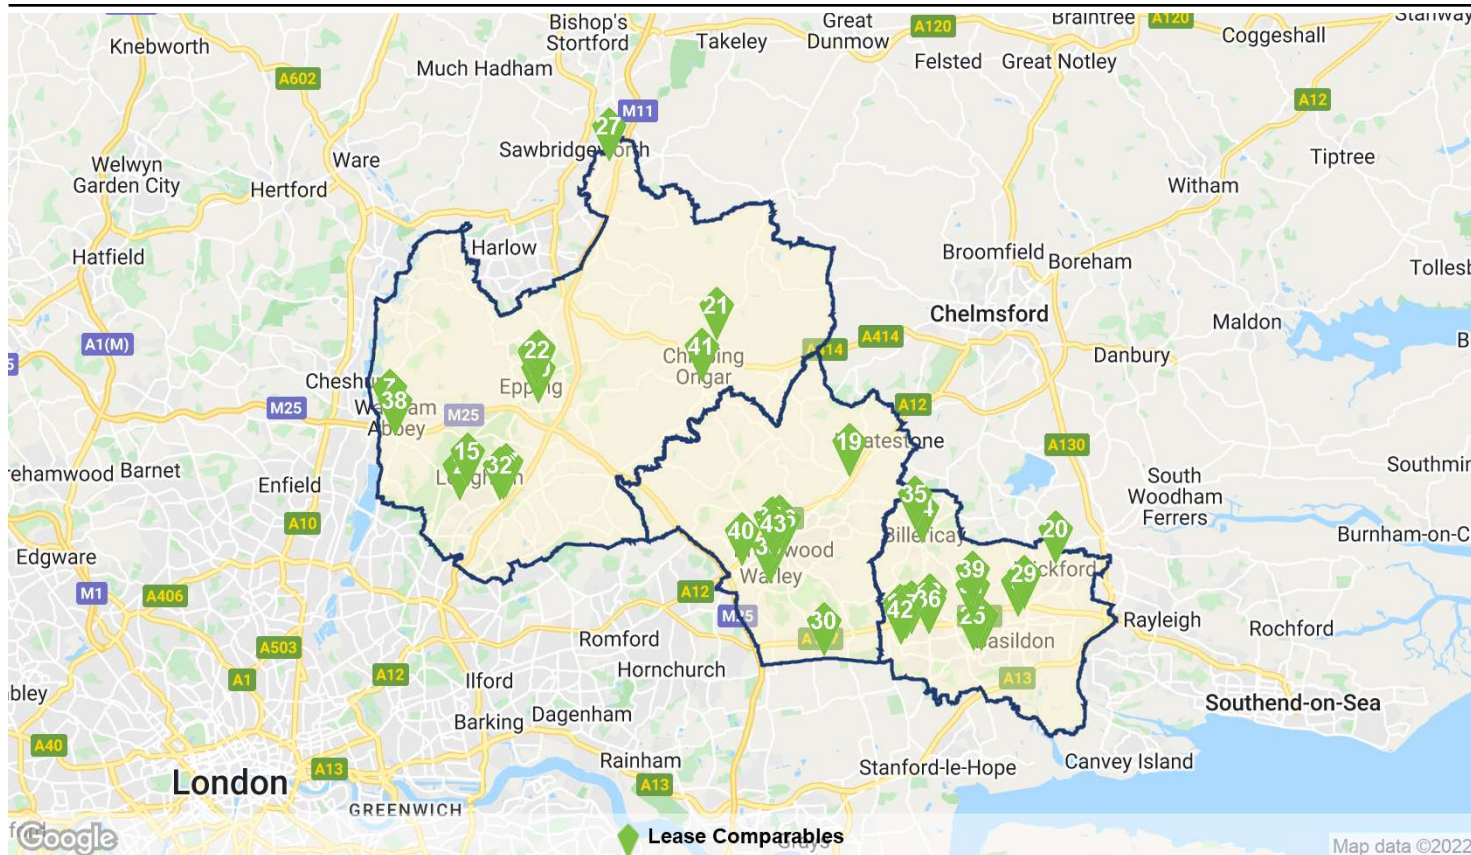 Bishop's
Stortford
Great
Dunmow
A120
Braintree
A120
Stanway
Coggeshall
Knebworth
Takeley
Felsted
Great Notley
A602
Much Hadham
A12
M11
27
Sawbridgeworth
Ware
Welwyn
Garden City
Hertford
Tiptree
Witham
Hatfield
Harlow
Broomfield
Boreham
21
Chelmsford
Maldon
A1(M)
22
41
Chipping
Ongar
A414
A414
Danbury
Epping
38
M25
M25
Abbey
A12
19
A130
Barnet
15
32
Enfield
South
Woodham
Ferrers
35
Billericay
20
A10
40
43
Burnham-on-C
Edgware
Warley
39
29
M1
A406
A12
36
42
M25
30
25
Basildon
Rayleigh
Rochford
Romford
Hornchurch
A503
A13
A1
A12
Ilford
Barking
Dagenham
Southend-on-Sea
A40
Rainham
Stanford-le-Hope
Canvey Island
London
A13
A13
GREENWICH
Google
Lease Comparables
Map data ©2022